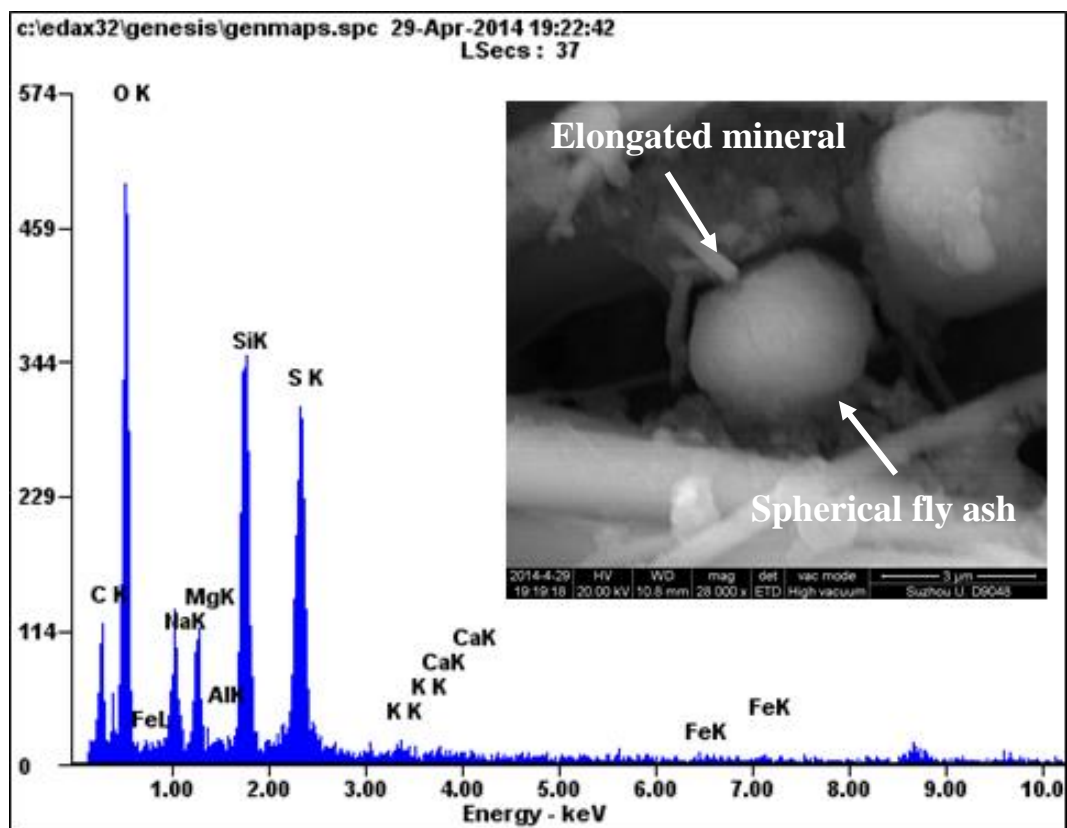 c:\edax32\genesis\genmaps.spc 29-Apr-2014 19:22:42
LSecs : 37
574
O K
459
344
SiK
S K
229
C K
MgK
NaK
114
AlK
FeL
CaK
CaK
K K
K K
FeK
FeK
0
1.00 2.00 3.00 4.00 5.00 6.00 7.00 8.00 9.00 10.0
Energy - keV
Elongated mineral
Spherical fly ash
2014-4-29 HV WD mag det vac mode 3 µm
19:19:18 20.00 kV 10.8 mm 28 000 x ETD High vacuum Suzhou U. D9048